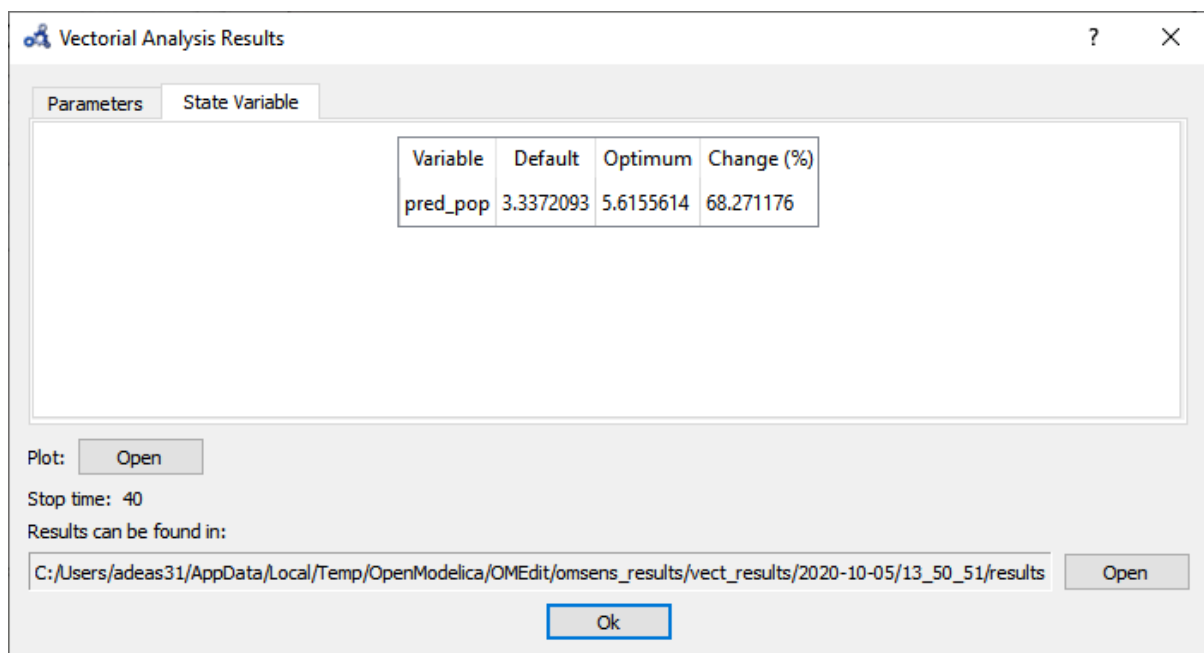 Vectorial Analysis Results ?
Parameters State Variable
Variable Default Optimum Change (%)
pred_pop 3.3372093 5.6155614 68.271176
Plot: Open
Stop time: 40
Results can be found in:
C:/Users/adeas31/AppData/Local/Temp/OpenModelica/OMEdit/omsens_results/vect_results/2020-10-05/13_50_51/results Open
Ok